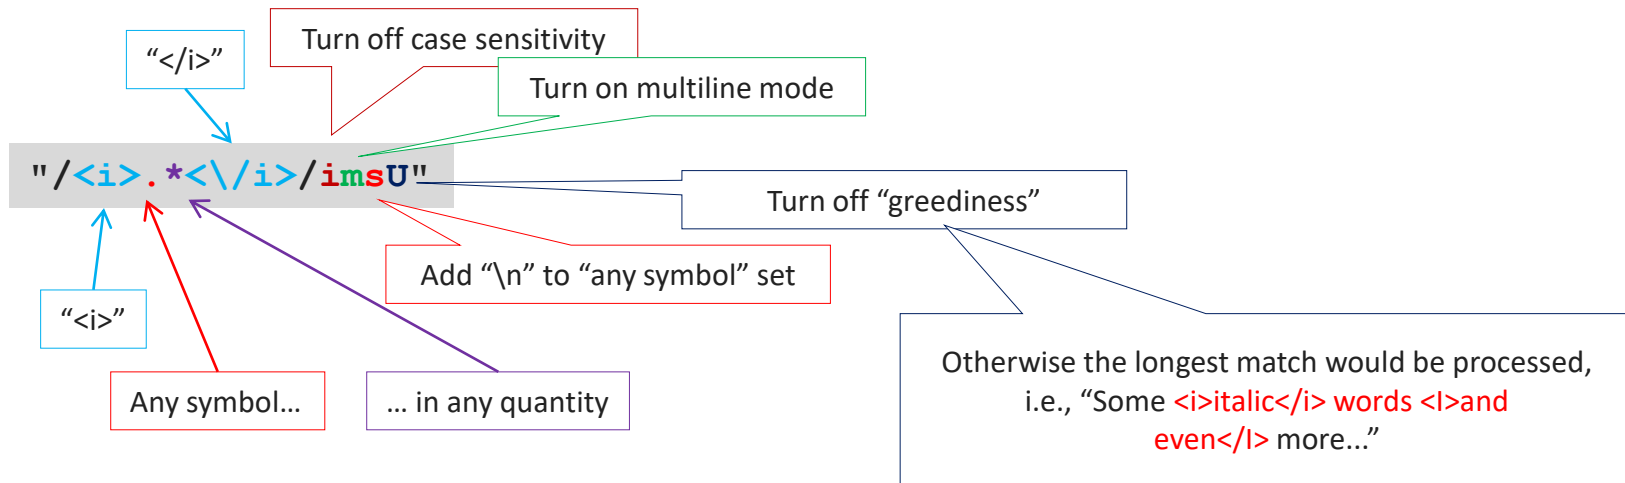 Turn off case sensitivity
“</i>”
Turn on multiline mode
"/<i>.*<\/i>/imsU"
Turn off “greediness”
Add “\n” to “any symbol” set
“<i>”
Any symbol...
... in any quantity
Otherwise the longest match would be processed,
i.e., “Some <i>italic</i> words <I>and
even</I> more...”